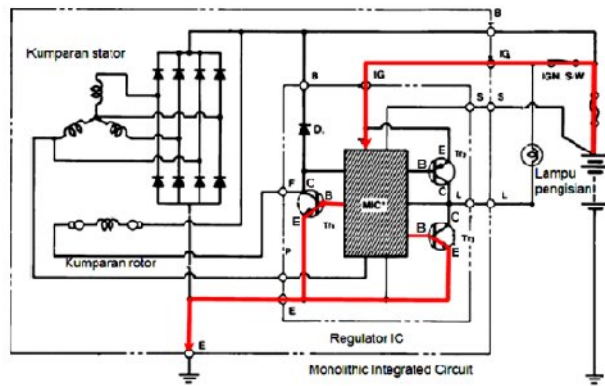 B
Kumparan stator
IG
IGN SW
B
IG
S
S
D₁
E
B
Tr₂
C
Lampu
pengisian
F
C
B
MIC
L
L
E
Tr₁
C
B
Tr₃
E
Kumparan rotor
P
E
Regulator IC
E
Monolithic Integrated Circuit